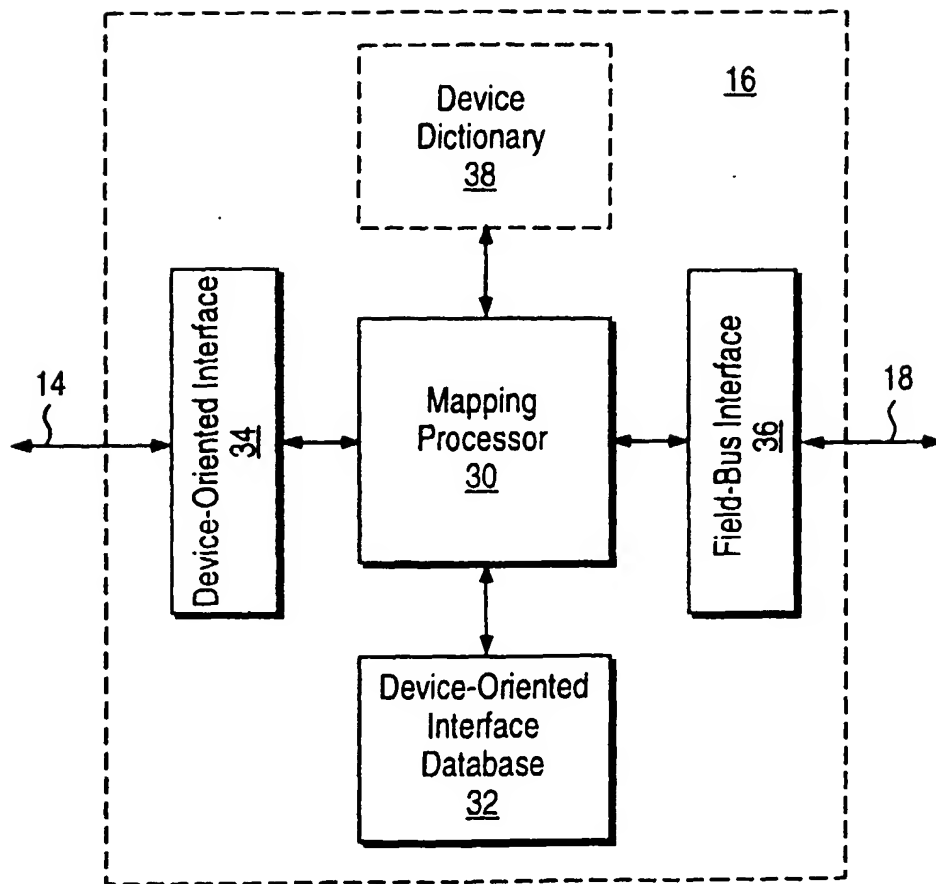 16
Device
Dictionary
38
14
Device-Oriented Interface
34
Mapping
Processor
30
Field-Bus Interface
36
18
Device-Oriented
Interface
Database
32